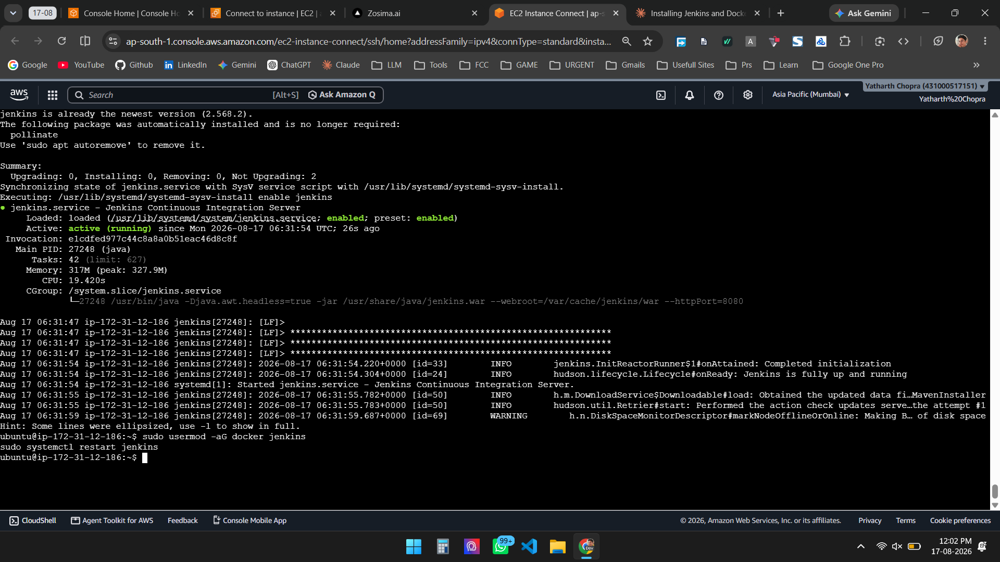 17-08
Console Home | Console Ho
Connect to instance | EC2 | a
Zosima.ai
EC2 Instance Connect | ap-s
Installing Jenkins and Docke
Ask Gemini
ap-south-1.console.aws.amazon.com/ec2-instance-connect/ssh/home?addressFamily=ipv4&connType=standard&insta...
Google
YouTube
Github
LinkedIn
Gemini
ChatGPT
Claude
LLM
Tools
FCC
GAME
URGENT
Gmails
Usefull Sites
Prs
Learn
Google One Pro
aws
Search
[Alt+S]
Ask Amazon Q
Asia Pacific (Mumbai)
Yatharth Chopra (431000517151)
Yatharth%20Chopra
jenkins is already the newest version (2.568.2).
The following package was automatically installed and is no longer required:
  pollinate
Use 'sudo apt autoremove' to remove it.
Summary:
  Upgrading: 0, Installing: 0, Removing: 0, Not Upgrading: 2
Synchronizing state of jenkins.service with SysV service script with /usr/lib/systemd/systemd-sysv-install.
Executing: /usr/lib/systemd/systemd-sysv-install enable jenkins
● jenkins.service - Jenkins Continuous Integration Server
     Loaded: loaded (/usr/lib/systemd/system/jenkins.service; enabled; preset: enabled)
     Active: active (running) since Mon 2026-08-17 06:31:54 UTC; 26s ago
 Invocation: e1cdfed977c44c8a8a0b51eac46d8c8f
   Main PID: 27248 (java)
      Tasks: 42 (limit: 627)
     Memory: 317M (peak: 327.9M)
        CPU: 19.420s
     CGroup: /system.slice/jenkins.service
             └─27248 /usr/bin/java -Djava.awt.headless=true -jar /usr/share/java/jenkins.war --webroot=/var/cache/jenkins/war --httpPort=8080
Aug 17 06:31:47 ip-172-31-12-186 jenkins[27248]: [LF]>
Aug 17 06:31:47 ip-172-31-12-186 jenkins[27248]: [LF]> *************************************************************
Aug 17 06:31:47 ip-172-31-12-186 jenkins[27248]: [LF]> *************************************************************
Aug 17 06:31:47 ip-172-31-12-186 jenkins[27248]: [LF]> *************************************************************
Aug 17 06:31:54 ip-172-31-12-186 jenkins[27248]: 2026-08-17 06:31:54.220+0000 [id=33]        INFO        jenkins.InitReactorRunner$1#onAttained: Completed initialization
Aug 17 06:31:54 ip-172-31-12-186 jenkins[27248]: 2026-08-17 06:31:54.304+0000 [id=24]        INFO        hudson.lifecycle.Lifecycle#onReady: Jenkins is fully up and running
Aug 17 06:31:54 ip-172-31-12-186 systemd[1]: Started jenkins.service - Jenkins Continuous Integration Server.
Aug 17 06:31:55 ip-172-31-12-186 jenkins[27248]: 2026-08-17 06:31:55.782+0000 [id=50]        INFO        h.m.DownloadService$Downloadable#load: Obtained the updated data fi…MavenInstaller
Aug 17 06:31:55 ip-172-31-12-186 jenkins[27248]: 2026-08-17 06:31:55.783+0000 [id=50]        INFO        hudson.util.Retrier#start: Performed the action check updates serve…the attempt #1
Aug 17 06:31:59 ip-172-31-12-186 jenkins[27248]: 2026-08-17 06:31:59.687+0000 [id=69]        WARNING        h.n.DiskSpaceMonitorDescriptor#markNodeOfflineOrOnline: Making B… of disk space
Hint: Some lines were ellipsized, use -l to show in full.
ubuntu@ip-172-31-12-186:~$ sudo usermod -aG docker jenkins
sudo systemctl restart jenkins
ubuntu@ip-172-31-12-186:~$
CloudShell
Agent Toolkit for AWS
Feedback
Console Mobile App
© 2026, Amazon Web Services, Inc. or its affiliates.
Privacy
Terms
Cookie preferences
99+
Dev
12:02 PM
17-08-2026